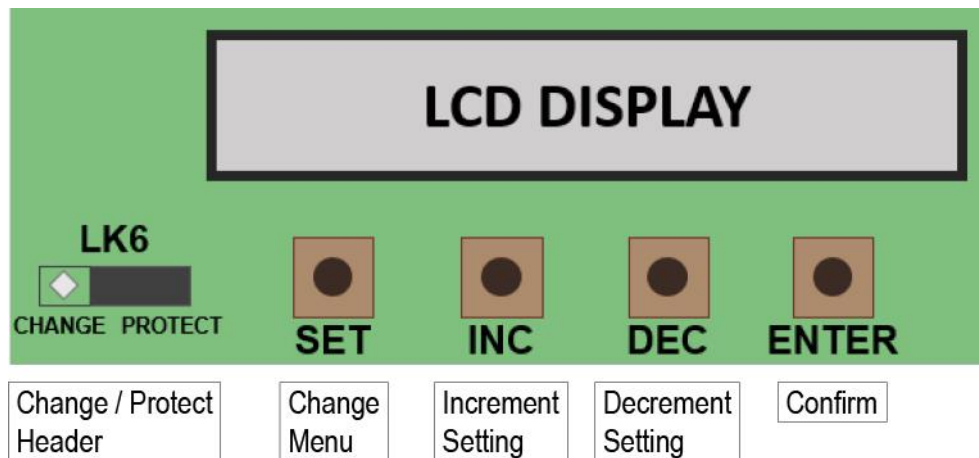 LCD DISPLAY
LK6
CHANGE PROTECT
SET INC DEC ENTER
Change / Protect
Header
Change
Menu
Increment
Setting
Decrement
Setting
Confirm